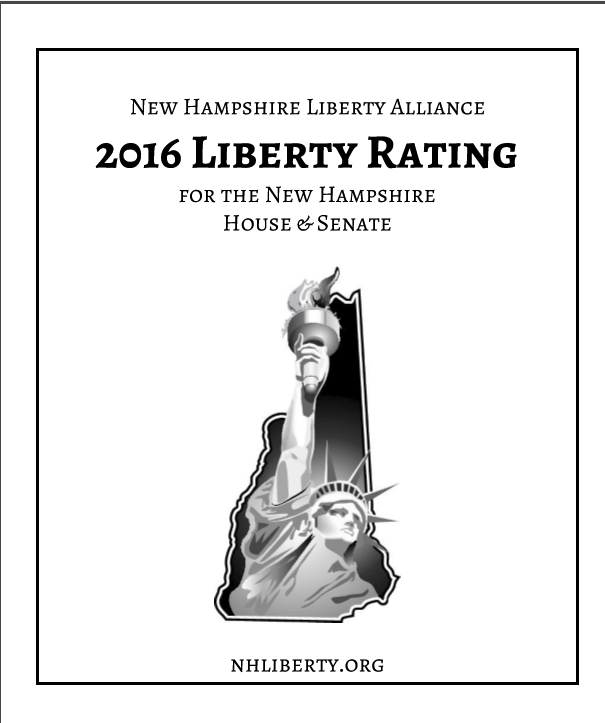 New Hampshire Liberty Alliance
2016 Liberty Rating
for the New Hampshire
House & Senate
nhliberty.org